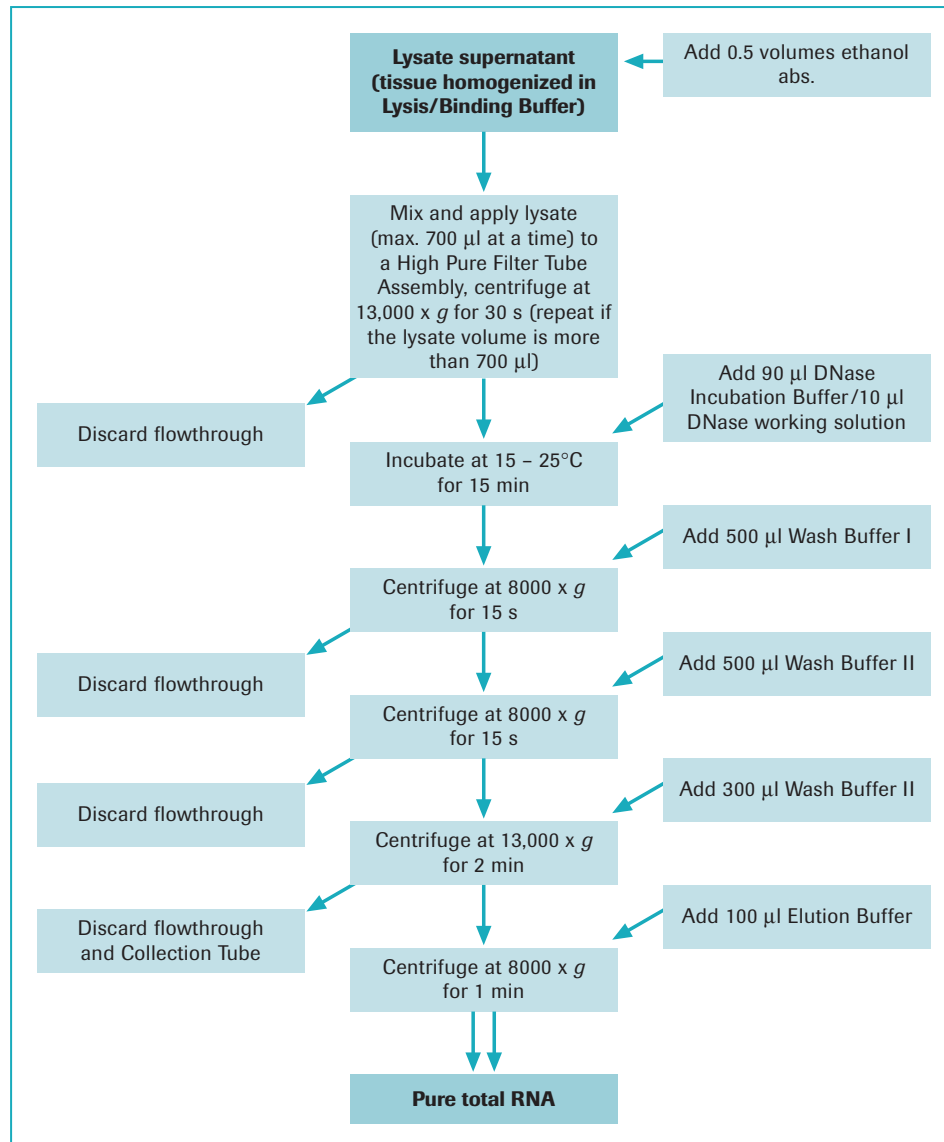 Lysate supernatant
(tissue homogenized in
Lysis/Binding Buffer)
Add 0.5 volumes ethanol
abs.
Mix and apply lysate
(max. 700 µl at a time) to
a High Pure Filter Tube
Assembly, centrifuge at
13,000 x g for 30 s (repeat if
the lysate volume is more
than 700 µl)
Discard flowthrough
Add 90 µl DNase
Incubation Buffer/10 µl
DNase working solution
Incubate at 15 – 25°C
for 15 min
Add 500 µl Wash Buffer I
Centrifuge at 8000 x g
for 15 s
Discard flowthrough
Add 500 µl Wash Buffer II
Centrifuge at 8000 x g
for 15 s
Discard flowthrough
Add 300 µl Wash Buffer II
Centrifuge at 13,000 x g
for 2 min
Discard flowthrough
and Collection Tube
Add 100 µl Elution Buffer
Centrifuge at 8000 x g
for 1 min
Pure total RNA